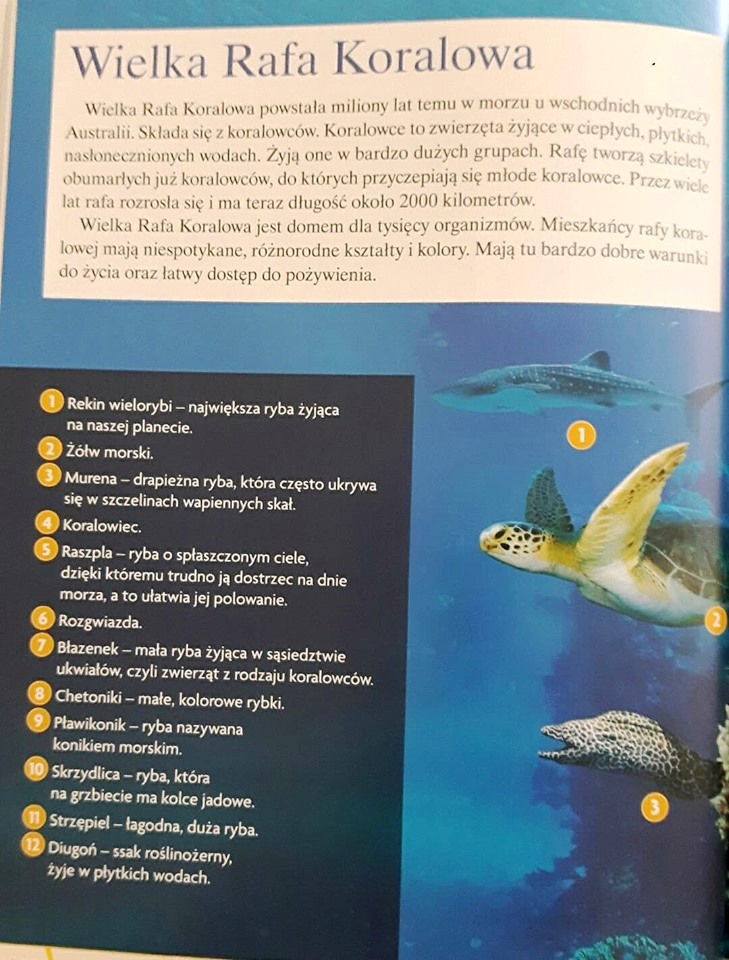 Wielka Rafa Koralowa
Wielka Rafa Koralowa powstała miliony lat temu w morzu u wschodnich wybrzeży
Australii. Składa się z koralowców. Koralowce to zwierzęta żyjące w ciepłych, płytkich,
nasłonecznionych wodach. Żyją one w bardzo dużych grupach. Rafę tworzą szkielety
obumarłych już koralowców, do których przyczepiają się młode koralowce. Przez wiele
lat rafa rozrosła się i ma teraz długość około 2000 kilometrów.
Wielka Rafa Koralowa jest domem dla tysięcy organizmów. Mieszkańcy rafy kora-
lowej mają niespotykane, różnorodne kształty i kolory. Mają tu bardzo dobre warunki
do życia oraz łatwy dostęp do pożywienia.
1 Rekin wielorybi – największa ryba żyjąca
na naszej planecie.
2 Żółw morski.
3 Murena – drapieżna ryba, która często ukrywa
się w szczelinach wapiennych skał.
4 Koralowiec.
5 Raszpla – ryba o spłaszczonym ciele,
dzięki któremu trudno ją dostrzec na dnie
morza, a to ułatwia jej polowanie.
6 Rozgwiazda.
7 Błazenek – mała ryba żyjąca w sąsiedztwie
ukwiałów, czyli zwierząt z rodzaju koralowców.
8 Chetoniki – małe, kolorowe rybki.
9 Pławikonik – ryba nazywana
konikiem morskim.
10 Skrzydlica – ryba, która
na grzbiecie ma kolce jadowe.
11 Strzępiel – łagodna, duża ryba.
12 Diugoń – ssak roślinożerny,
żyje w płytkich wodach.
1
2
3